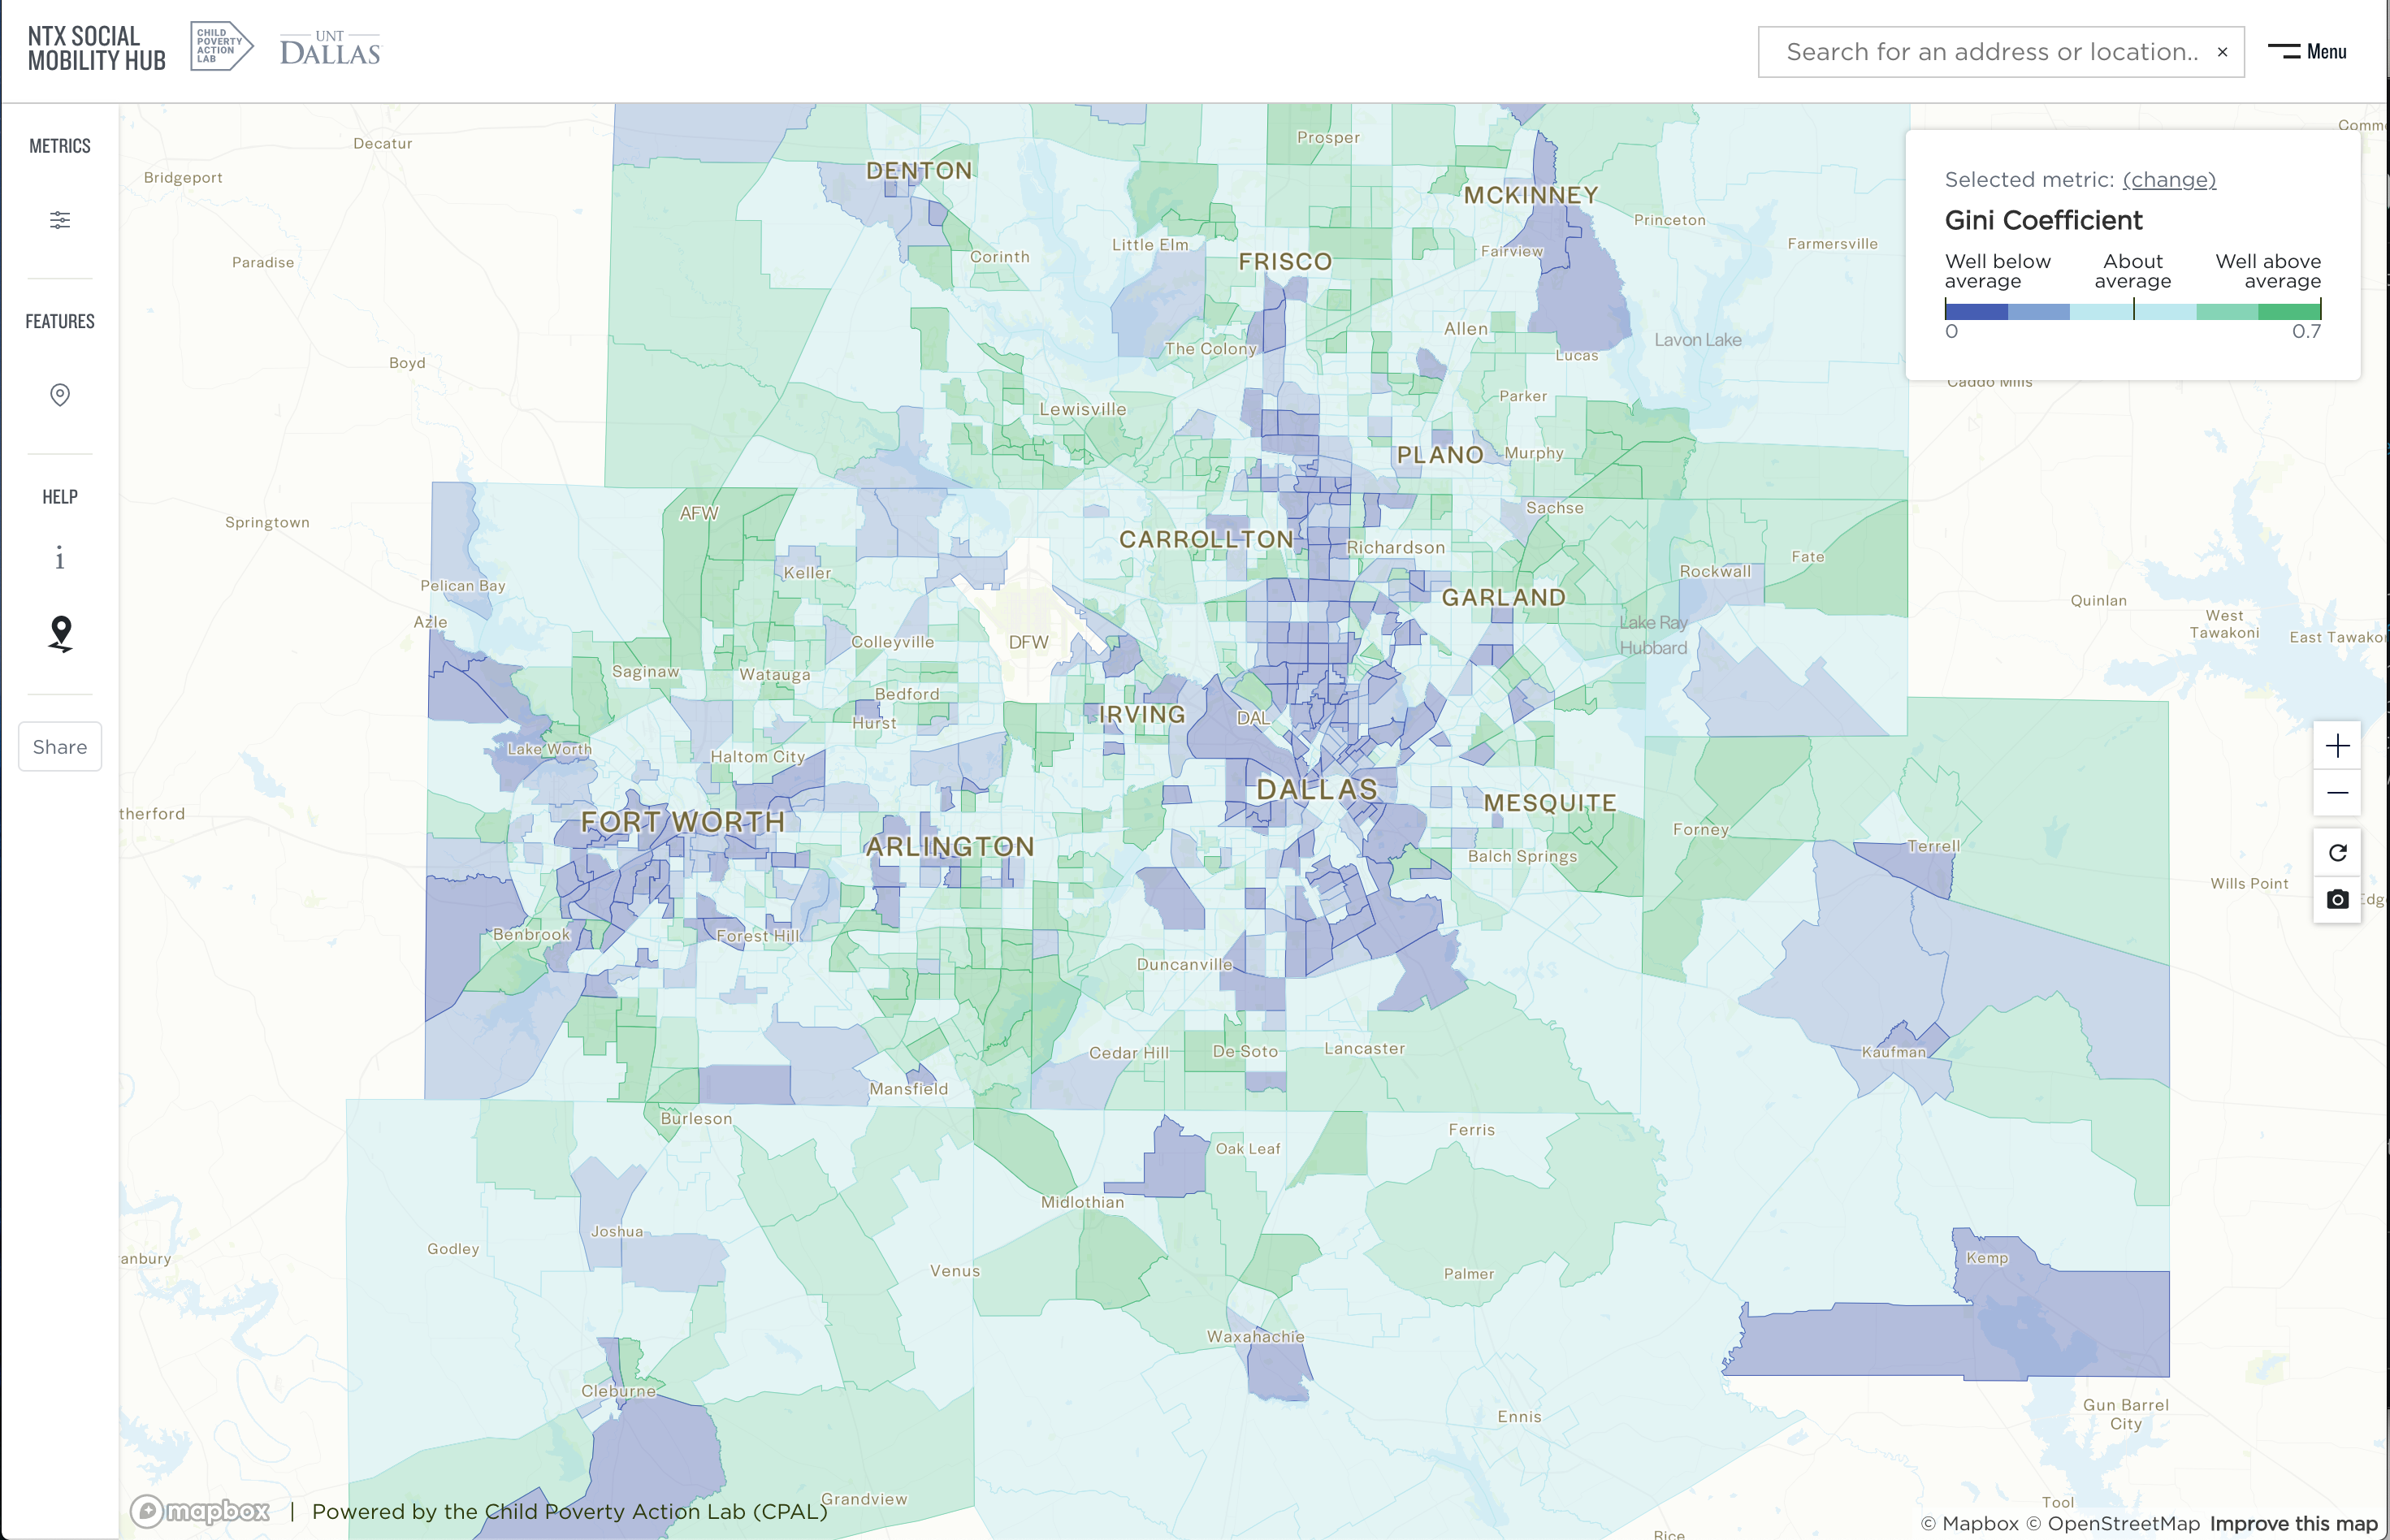 NTX SOCIAL
MOBILITY HUB
CHILD
POVERTY
ACTION
LAB
UNT
DALLAS
Search for an address or location..
×
Menu
METRICS
FEATURES
HELP
i
Share
Selected metric: (change)
Gini Coefficient
Well below
average
About
average
Well above
average
0
0.7
Decatur
Prosper
Bridgeport
DENTON
MCKINNEY
Princeton
Farmersville
Little Elm
Fairview
Corinth
Paradise
FRISCO
Allen
Lavon Lake
The Colony
Lucas
Boyd
Caddo Mills
Parker
Lewisville
PLANO
Murphy
Sachse
AFW
Springtown
CARROLLTON
Richardson
Fate
Rockwall
Keller
Pelican Bay
GARLAND
Quinlan
Azle
West
Tawakoni
Lake Ray
Hubbard
Colleyville
DFW
Saginaw
Watauga
Bedford
IRVING
DAL
Hurst
Lake Worth
Haltom City
DALLAS
MESQUITE
therford
FORT WORTH
ARLINGTON
Forney
Terrell
Balch Springs
Wills Point
Benbrook
Forest Hill
Duncanville
Cedar Hill
De Soto
Lancaster
Kaufman
Mansfield
Burleson
Ferris
Oak Leaf
Midlothian
Joshua
Godley
anbury
Venus
Palmer
Kemp
Waxahachie
Cleburne
Gun Barrel
City
Ennis
Grandview
Tool
Rice
mapbox | Powered by the Child Poverty Action Lab (CPAL)
© Mapbox © OpenStreetMap Improve this map